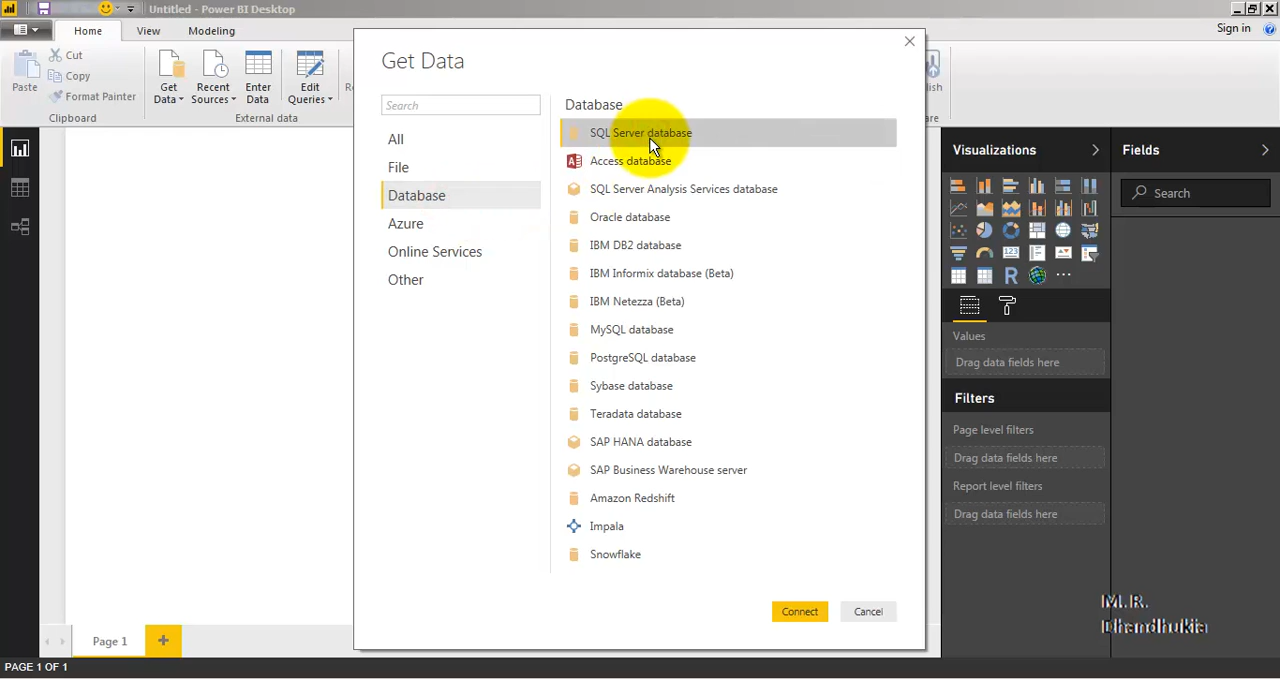 Untitled - Power BI Desktop
Home
View
Modeling
Sign in
Paste
Cut
Copy
Format Painter
Clipboard
Get Data
Recent Sources
Enter Data
Edit Queries
External data
Get Data
Search
All
File
Database
Azure
Online Services
Other
Database
SQL Server database
Access database
SQL Server Analysis Services database
Oracle database
IBM DB2 database
IBM Informix database (Beta)
IBM Netezza (Beta)
MySQL database
PostgreSQL database
Sybase database
Teradata database
SAP HANA database
SAP Business Warehouse server
Amazon Redshift
Impala
Snowflake
Connect
Cancel
Visualizations
Fields
Search
Values
Drag data fields here
Filters
Page level filters
Drag data fields here
Report level filters
Drag data fields here
M.R.
Dhandhukia
Page 1
PAGE 1 OF 1